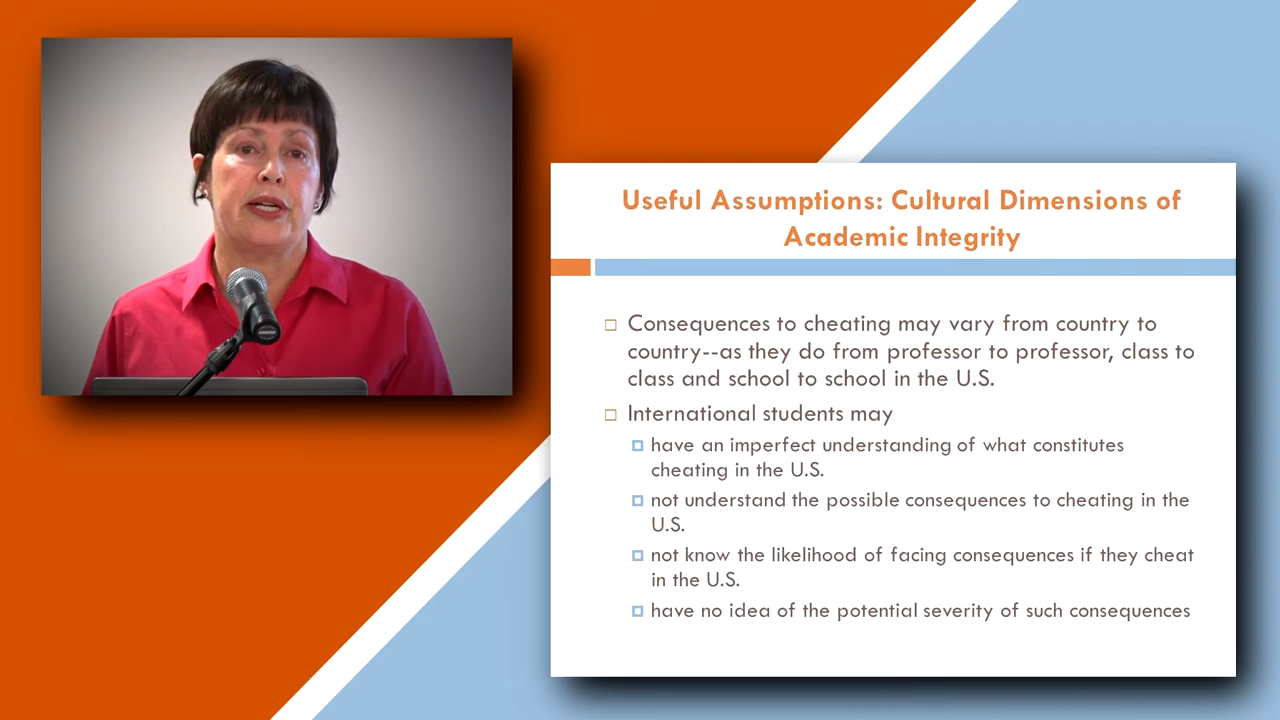 Useful Assumptions: Cultural Dimensions of
Academic Integrity
Consequences to cheating may vary from country to
country--as they do from professor to professor, class to
class and school to school in the U.S.
International students may
have an imperfect understanding of what constitutes
cheating in the U.S.
not understand the possible consequences to cheating in the
U.S.
not know the likelihood of facing consequences if they cheat
in the U.S.
have no idea of the potential severity of such consequences